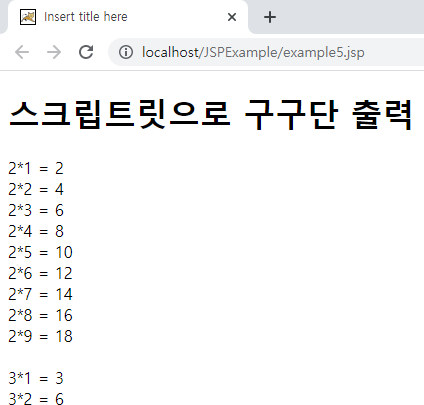 Insert title here
localhost/JSPExample/example5.jsp
스크립트릿으로 구구단 출력
2*1 = 2
2*2 = 4
2*3 = 6
2*4 = 8
2*5 = 10
2*6 = 12
2*7 = 14
2*8 = 16
2*9 = 18
3*1 = 3
3*2 = 6